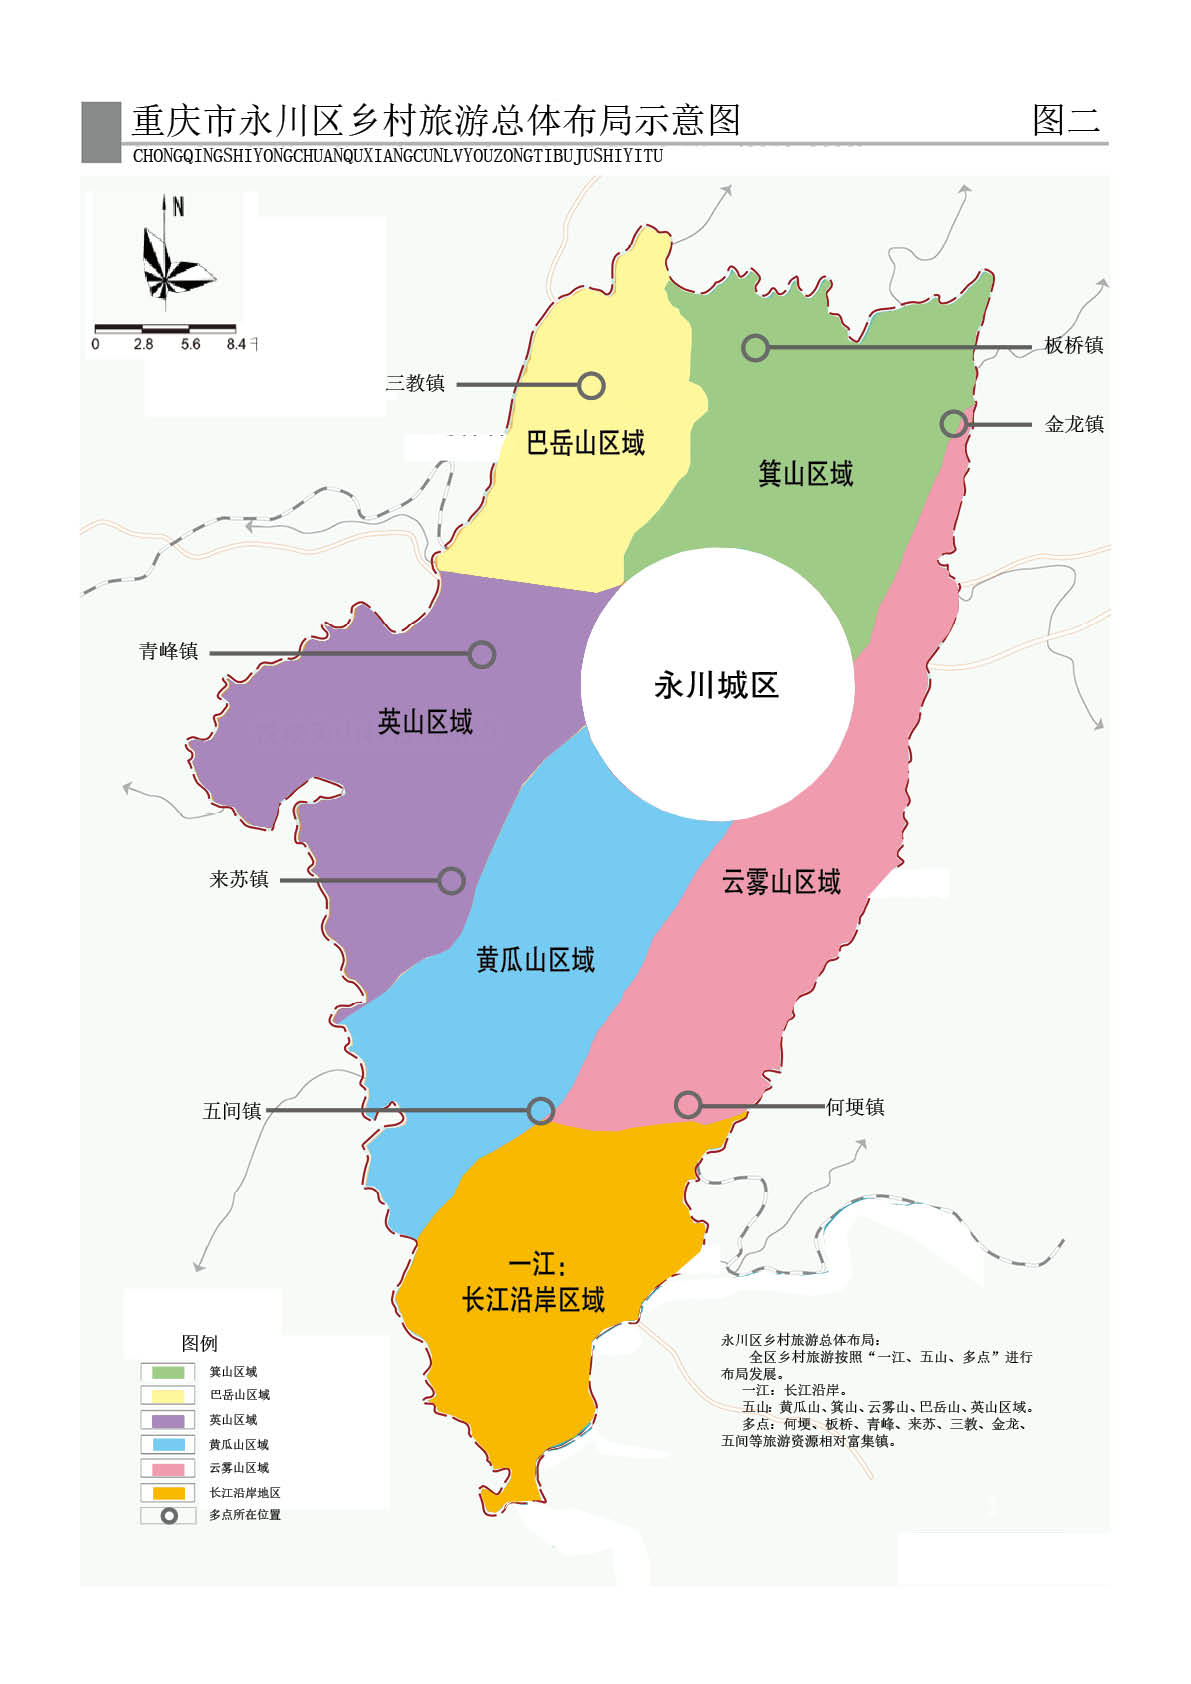 重庆市永川区乡村旅游总体布局示意图
图二
CHONGQINGSHIYONGCHUANQUXIANGCUNLVYOUZONGTIBUJUSHIYITU
N
0 2.8 5.6 8.4
板桥镇
三教镇
金龙镇
巴岳山区域
箕山区域
青峰镇
永川城区
英山区域
来苏镇
云雾山区域
黄瓜山区域
五间镇
何埂镇
一江：
长江沿岸区域
图例
箕山区域
巴岳山区域
英山区域
黄瓜山区域
云雾山区域
长江沿岸地区
多点所在位置
永川区乡村旅游总体布局：
全区乡村旅游按照“一江、五山、多点”进行
布局发展。
一江：长江沿岸。
五山：黄瓜山、箕山、云雾山、巴岳山、英山区域。
多点：何埂、板桥、青峰、来苏、三教、金龙、
五间等旅游资源相对富集镇。